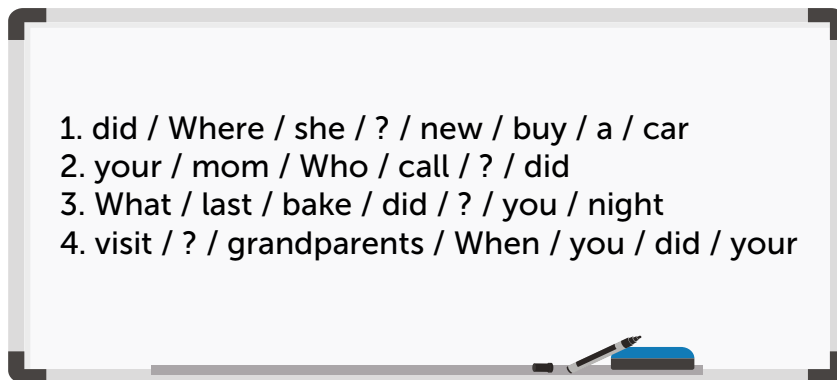 1. did / Where / she / ? / new / buy / a / car
2. your / mom / Who / call / ? / did
3. What / last / bake / did / ? / you / night
4. visit / ? / grandparents / When / you / did / your